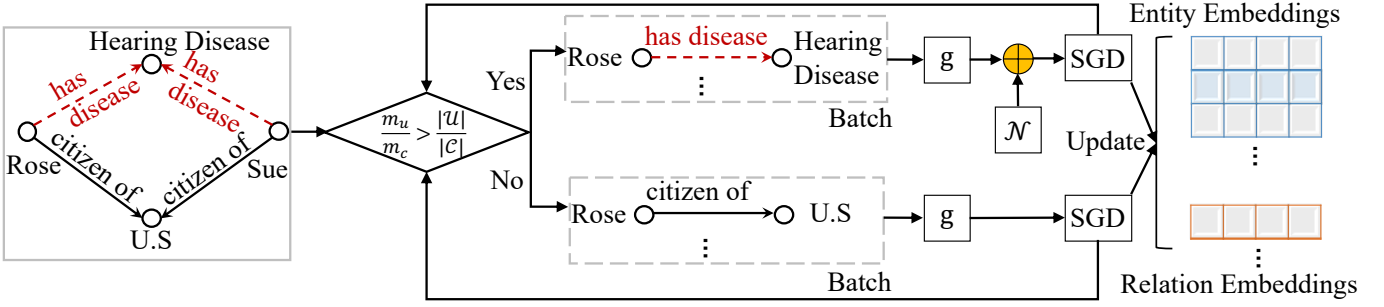 Hearing Disease
has
disease
has
disease
Rose
Sue
citizen of
citizen of
U.S
m_u / m_c > |𝒰| / |𝒞|
Yes
No
Rose
has disease
Hearing
Disease
⋮
Batch
g
𝒩
SGD
Rose
citizen of
U.S
⋮
Batch
g
SGD
Update
Entity Embeddings
⋮
⋮
Relation Embeddings